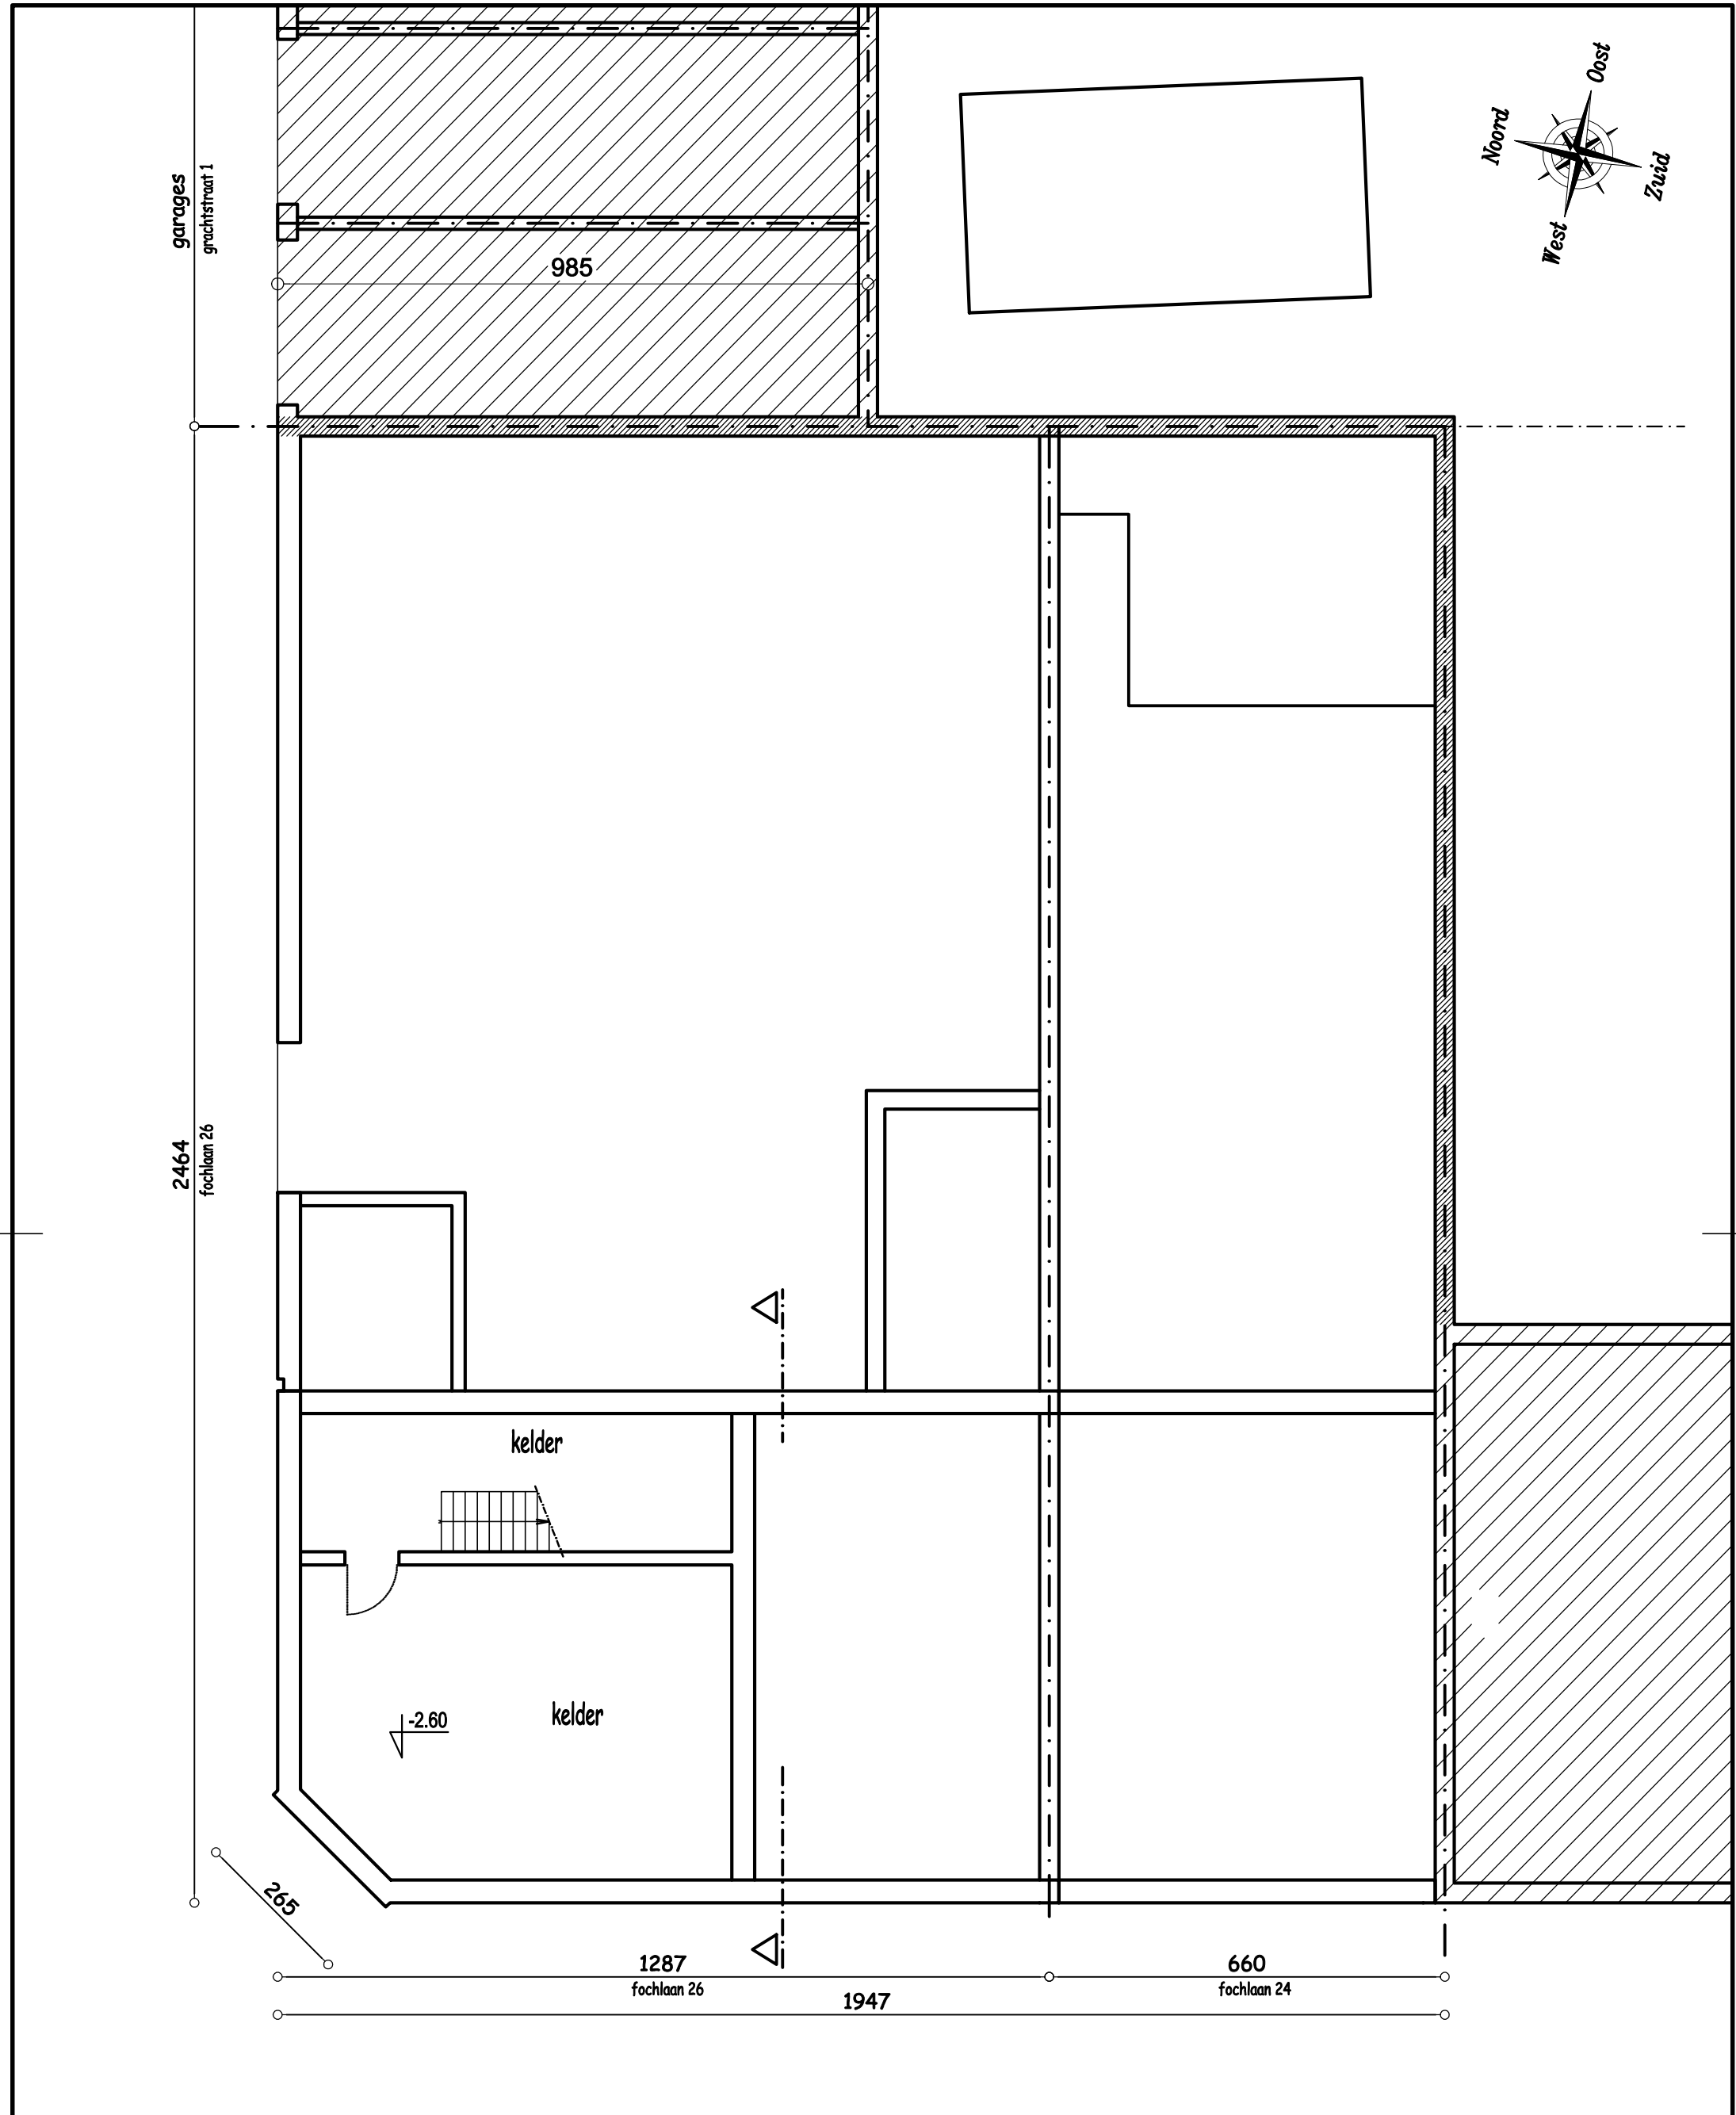 Oost
Noord
Zuid
West
garages
grachtstraat 1
985
2464
fochlaan 26
kelder
kelder
-2.60
265
1287
fochlaan 26
660
fochlaan 24
1947